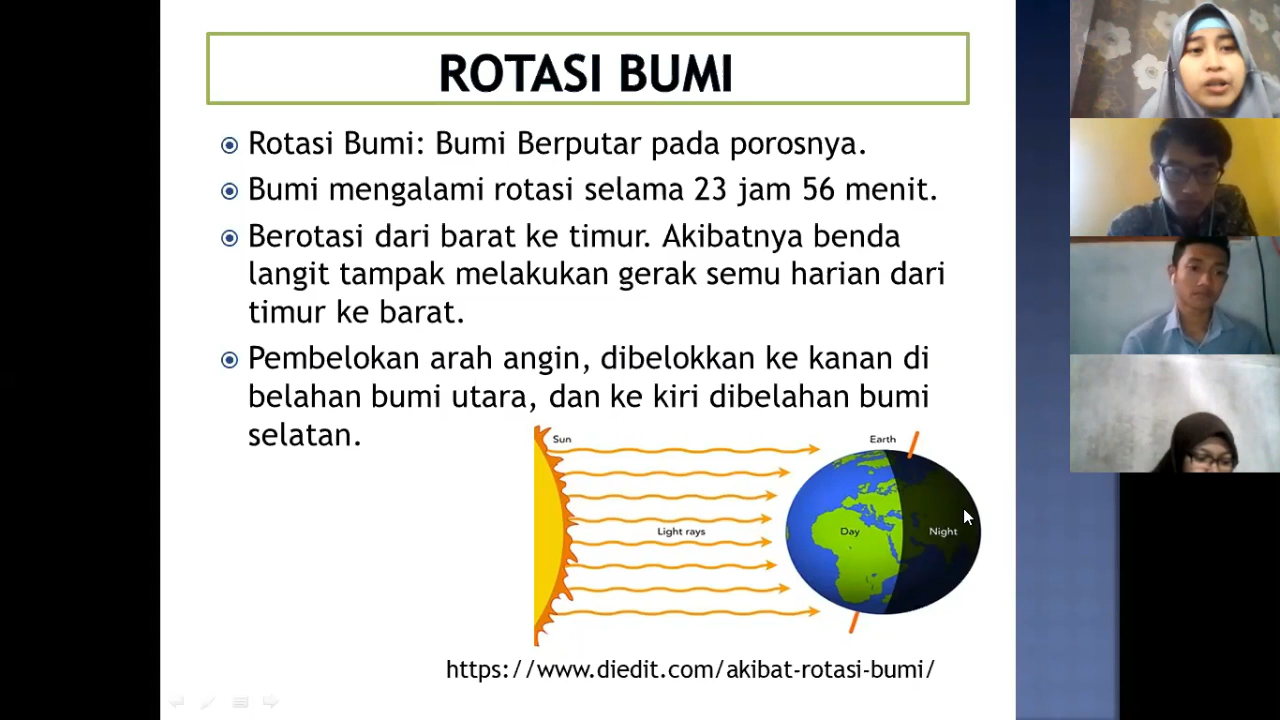 ROTASI BUMI
Rotasi Bumi: Bumi Berputar pada porosnya.
Bumi mengalami rotasi selama 23 jam 56 menit.
Berotasi dari barat ke timur. Akibatnya benda
langit tampak melakukan gerak semu harian dari
timur ke barat.
Pembelokan arah angin, dibelokkan ke kanan di
belahan bumi utara, dan ke kiri dibelahan bumi
selatan.
Sun
Earth
Light rays
Day
Night
https://www.diedit.com/akibat-rotasi-bumi/